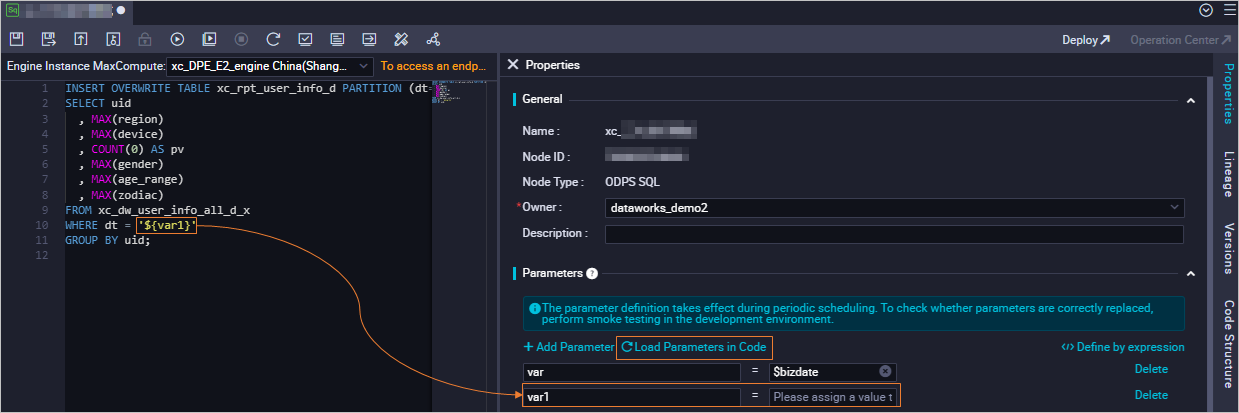 Sq
Deploy Operation Center
Engine Instance MaxCompute: xc_DPE_E2_engine China(Shang... To access an endp...
1 INSERT OVERWRITE TABLE xc_rpt_user_info_d PARTITION (dt=
2 SELECT uid
3 , MAX(region)
4 , MAX(device)
5 , COUNT(0) AS pv
6 , MAX(gender)
7 , MAX(age_range)
8 , MAX(zodiac)
9 FROM xc_dw_user_info_all_d_x
10 WHERE dt = '${var1}'
11 GROUP BY uid;
12
Properties
General
Name : xc_
Node ID :
Node Type : ODPS SQL
*Owner : dataworks_demo2
Description :
Parameters ?
The parameter definition takes effect during periodic scheduling. To check whether parameters are correctly replaced,
perform smoke testing in the development environment.
+ Add Parameter Load Parameters in Code </> Define by expression
var = $bizdate Delete
var1 = Please assign a value t Delete
Properties
Lineage
Versions
Code Structure